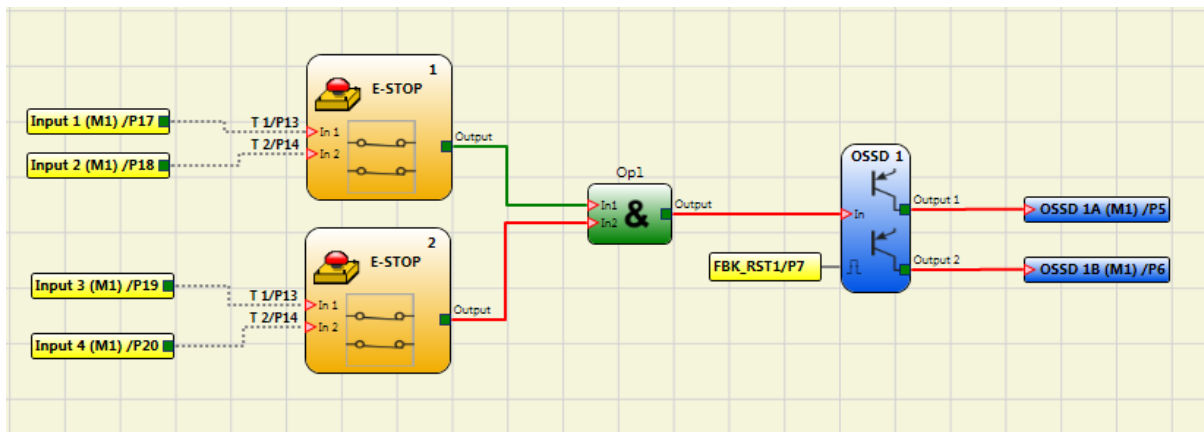 1
E-STOP
Input 1 (M1) /P17
T 1/P13
In 1
Output
Input 2 (M1) /P18
T 2/P14
In 2
Op1
In1
In2
&
Output
OSSD 1
In
Output 1
OSSD 1A (M1) /P5
Output 2
OSSD 1B (M1) /P6
FBK_RST1/P7
2
E-STOP
Input 3 (M1) /P19
T 1/P13
In 1
Output
Input 4 (M1) /P20
T 2/P14
In 2